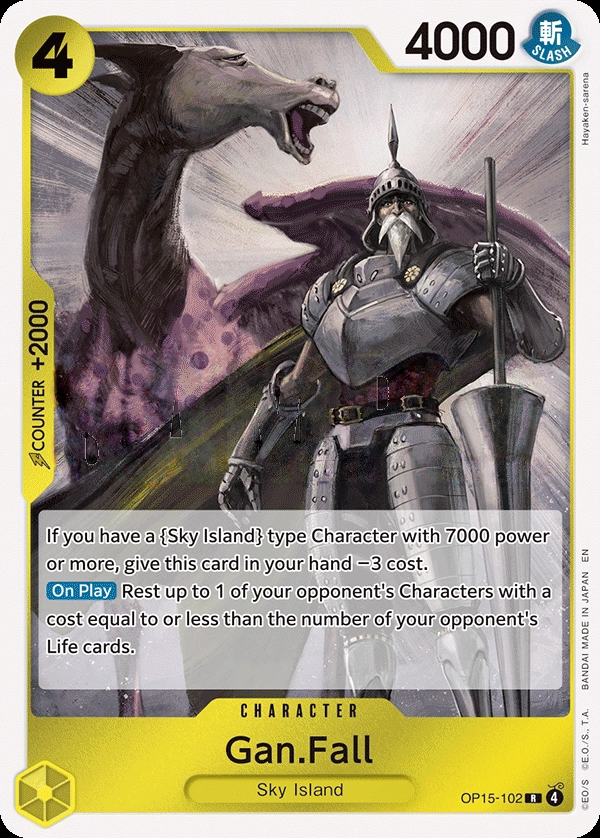 4
4000
斬
SLASH
Hayaken-sarena
COUNTER +2000
If you have a {Sky Island} type Character with 7000 power
or more, give this card in your hand −3 cost.
On Play Rest up to 1 of your opponent's Characters with a
cost equal to or less than the number of your opponent's
Life cards.
CHARACTER
Gan.Fall
Sky Island
OP15-102 R 4
©EO/S ©E.O./S., T.A. BANDAI MADE IN JAPAN EN